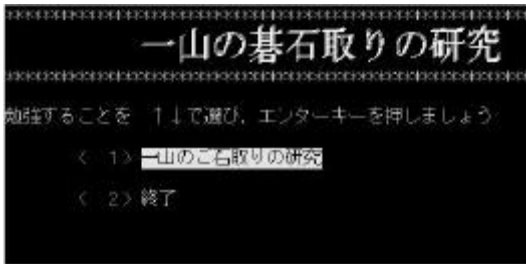 一山の碁石取りの研究
勉強することを ↑↓で選び，エンターキーを押しましょう
< 1> 一山のご石取りの研究
< 2> 終了